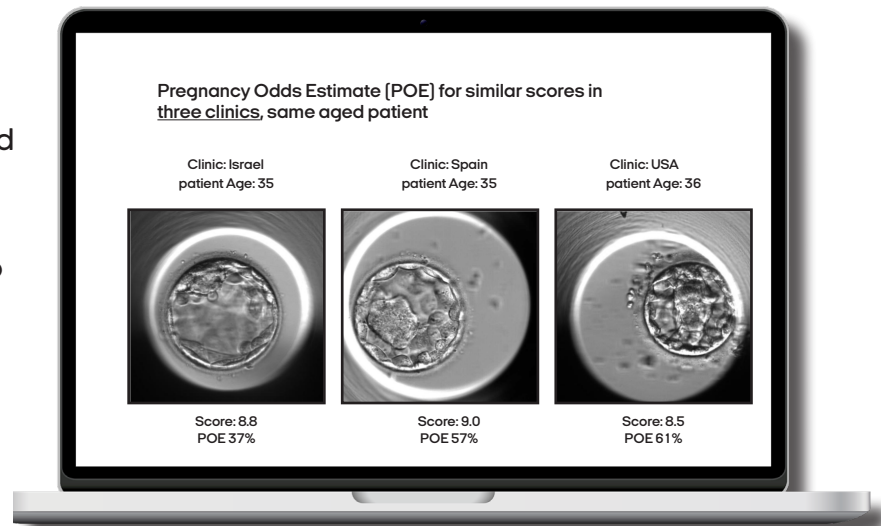 Pregnancy Odds Estimate [POE] for similar scores in
three clinics, same aged patient
Clinic: Israel
patient Age: 35
Clinic: Spain
patient Age: 35
Clinic: USA
patient Age: 36
Score: 8.8
POE 37%
Score: 9.0
POE 57%
Score: 8.5
POE 61%